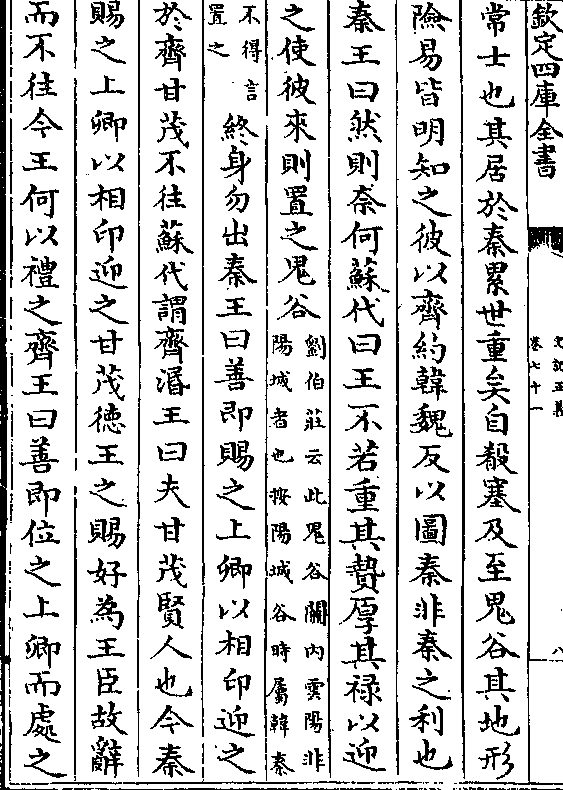 欽定四庫全書
史記正義
卷七十一
八
常士也其居於秦累世重矣自殽塞及至鬼谷其地形
險易皆明知之彼以齊約韓魏反以圖秦非秦之利也
秦王曰然則奈何蘇代曰王不若重其贄厚其祿以迎
之使彼來則置之鬼谷
劉伯莊云此鬼谷關內雲陽非
陽城者也按陽城谷時屬韓秦
不得言
置之
終身勿出秦王曰善即賜之上卿以相印迎之
於齊甘茂不往蘇代謂齊湣王曰夫甘茂賢人也今秦
賜之上卿以相印迎之甘茂徳王之賜好為王臣故辭
而不往今王何以禮之齊王曰善即位之上卿而處之